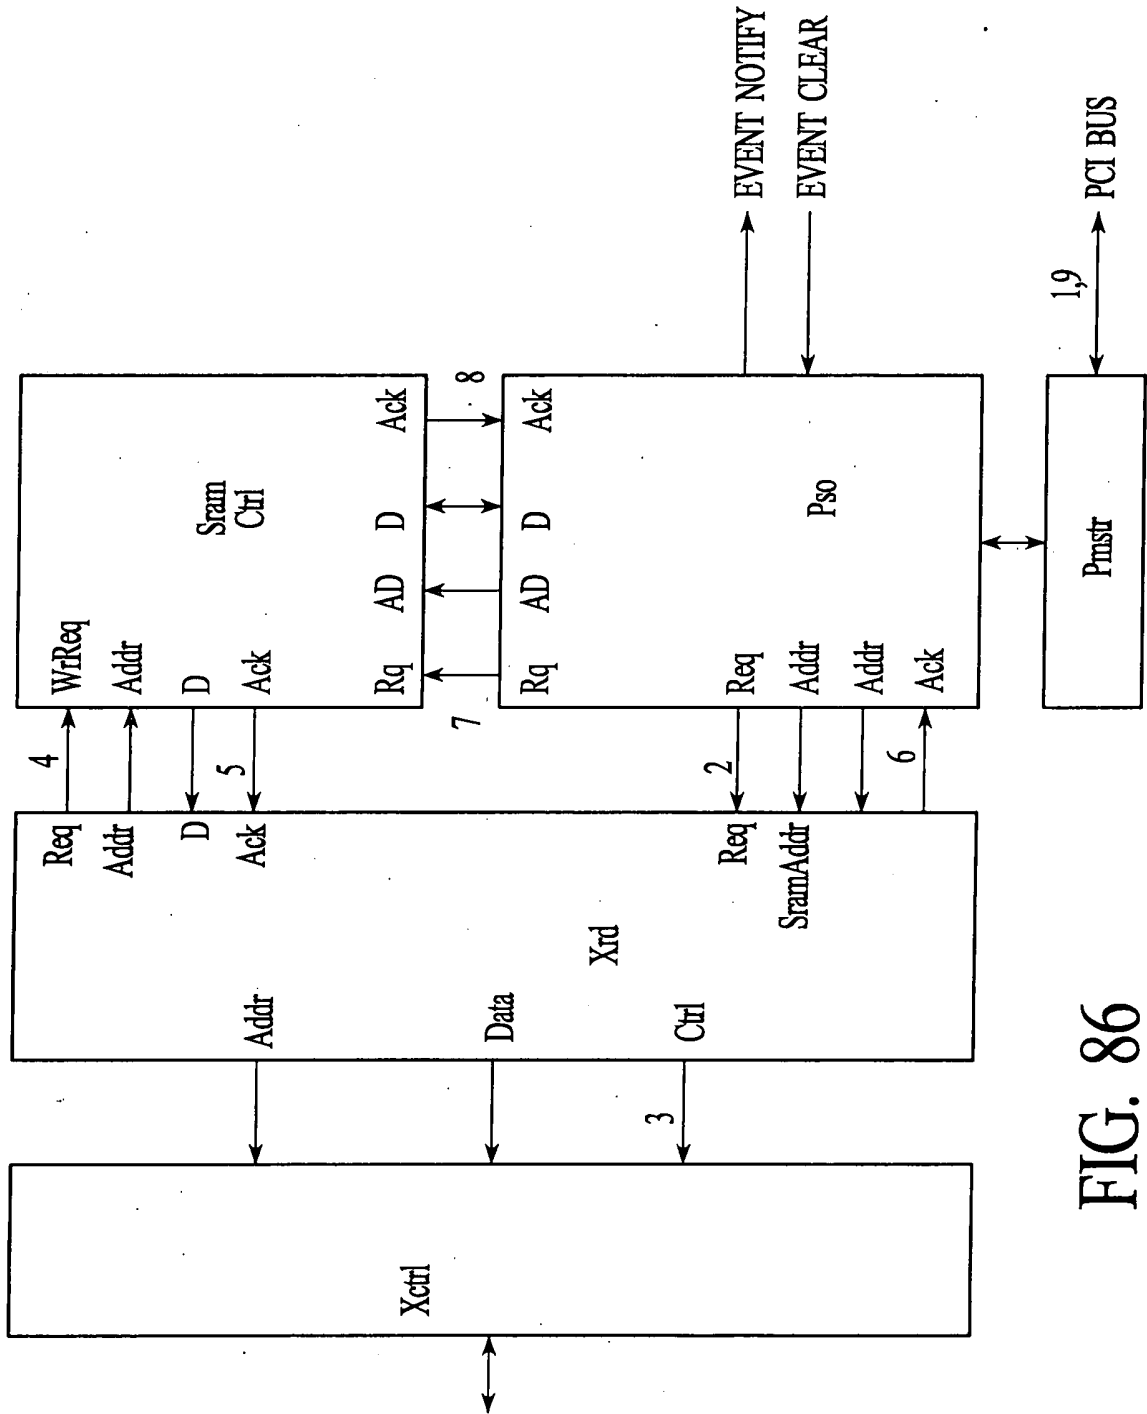 Req
4
WrReq
Addr
Addr
D
D
Sram
Ctrl
Addr
Ack
5
Ack
Rq
AD
D
Ack
Xctrl
7
8
Data
Rq
AD
D
Ack
Xrd
3
Ctrl
2
Req
Req
EVENT NOTIFY
SramAddr
Addr
Pso
EVENT CLEAR
Addr
6
Ack
1,9
Pmstr
PCI BUS
FIG. 86